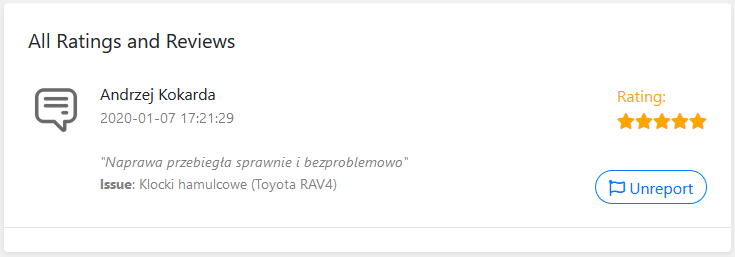 All Ratings and Reviews
Andrzej Kokarda
Rating:
2020-01-07 17:21:29
"Naprawa przebiegła sprawnie i bezproblemowo"
Issue: Klocki hamulcowe (Toyota RAV4)
Unreport